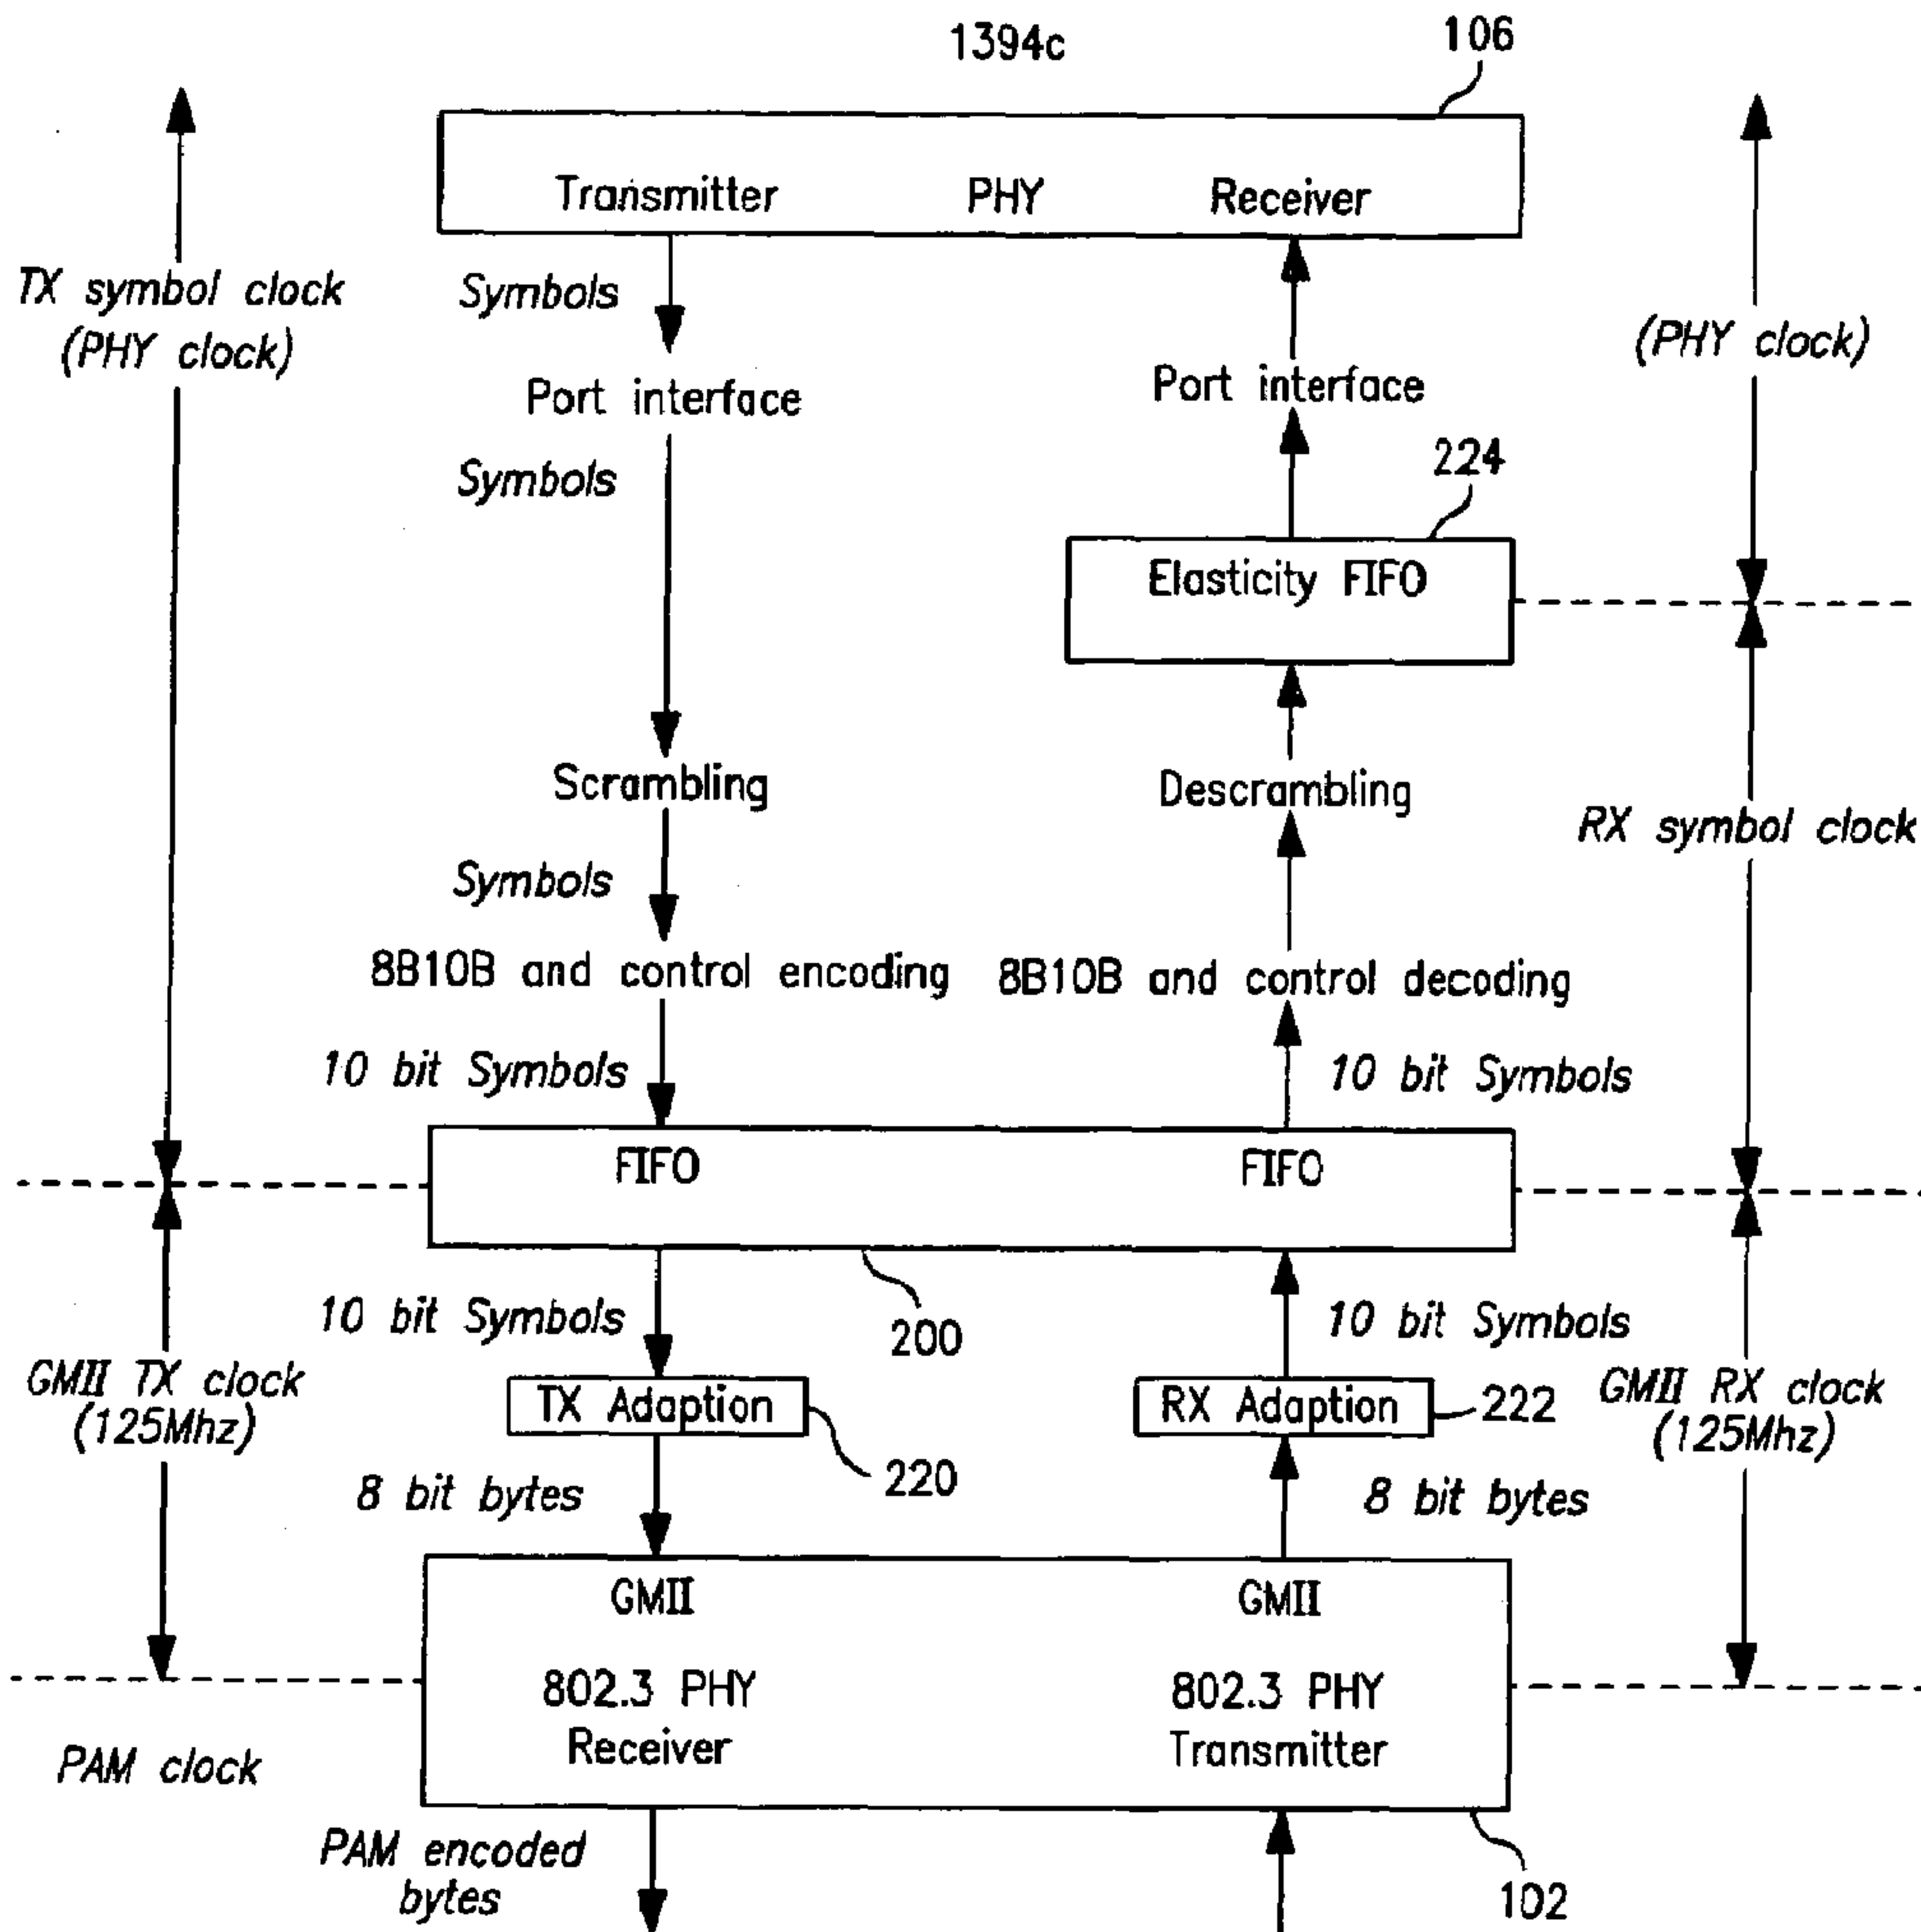 1394c
106
Transmitter PHY Receiver
TX symbol clock
(PHY clock)
Symbols
(PHY clock)
Port interface
Port interface
Symbols
224
Elasticity FIFO
Scrambling
Descrambling
RX symbol clock
Symbols
8B10B and control encoding
8B10B and control decoding
10 bit Symbols
10 bit Symbols
FIFO
FIFO
10 bit Symbols
200
10 bit Symbols
GMII TX clock
(125Mhz)
TX Adaption
220
RX Adaption
222
GMII RX clock
(125Mhz)
8 bit bytes
8 bit bytes
GMII
GMII
802.3 PHY
Receiver
802.3 PHY
Transmitter
PAM clock
PAM encoded
bytes
102